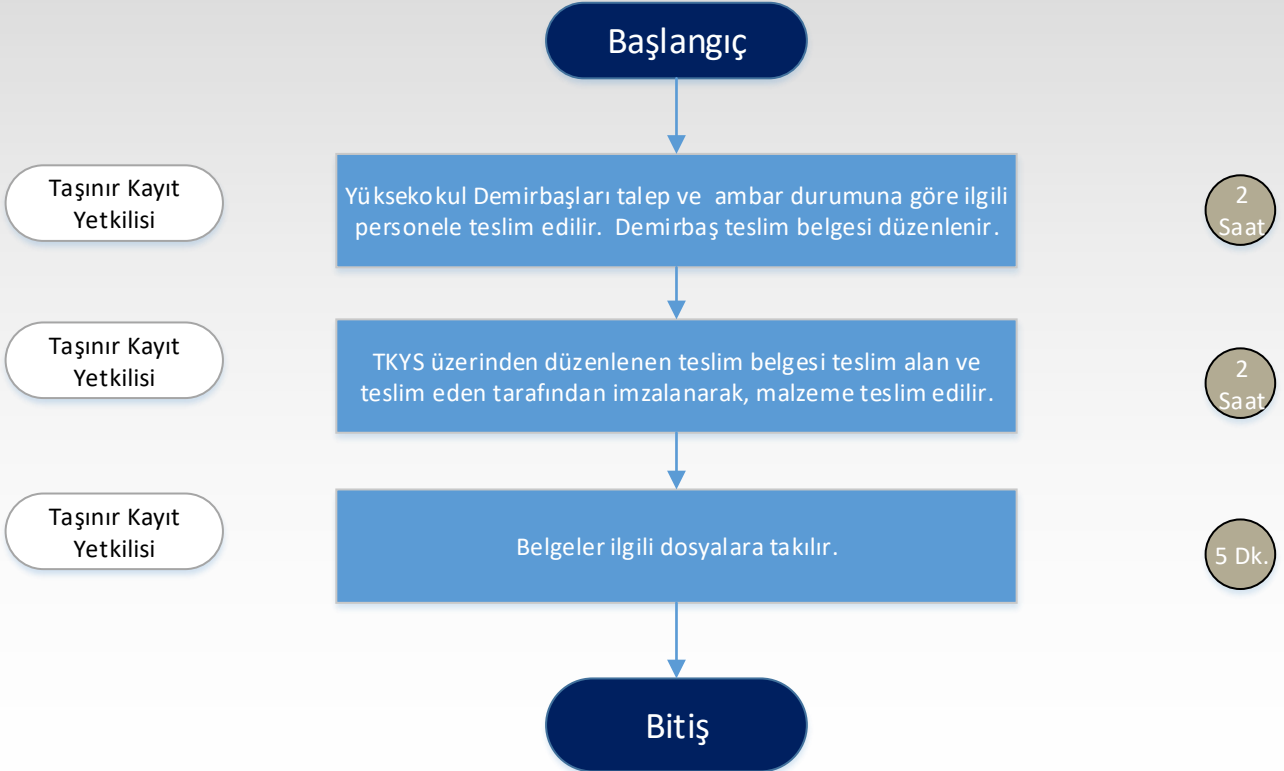 Başlangıç
Taşınır Kayıt
Yetkilisi
Yüksekokul Demirbaşları talep ve ambar durumuna göre ilgili
personele teslim edilir. Demirbaş teslim belgesi düzenlenir.
2
Saat
Taşınır Kayıt
Yetkilisi
TKYS üzerinden düzenlenen teslim belgesi teslim alan ve
teslim eden tarafından imzalanarak, malzeme teslim edilir.
2
Saat
Taşınır Kayıt
Yetkilisi
Belgeler ilgili dosyalara takılır.
5 Dk.
Bitiş